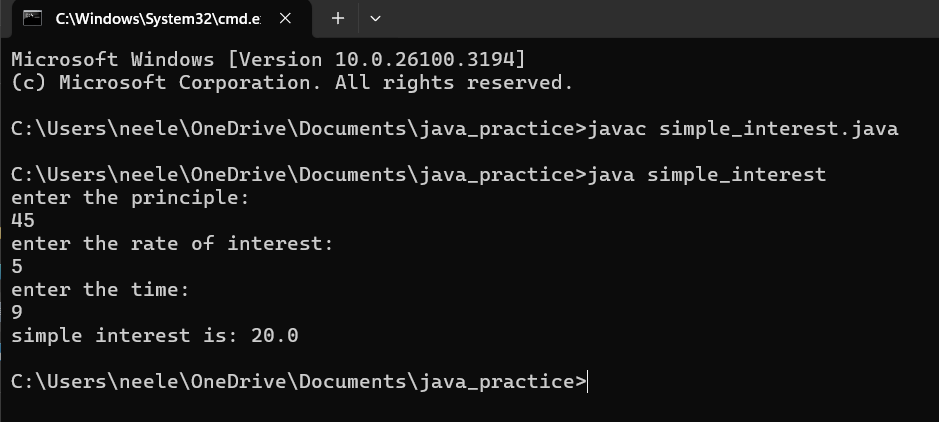 C:\Windows\System32\cmd.e
Microsoft Windows [Version 10.0.26100.3194]
(c) Microsoft Corporation. All rights reserved.
C:\Users\neele\OneDrive\Documents\java_practice>javac simple_interest.java
C:\Users\neele\OneDrive\Documents\java_practice>java simple_interest
enter the principle:
45
enter the rate of interest:
5
enter the time:
9
simple interest is: 20.0
C:\Users\neele\OneDrive\Documents\java_practice>